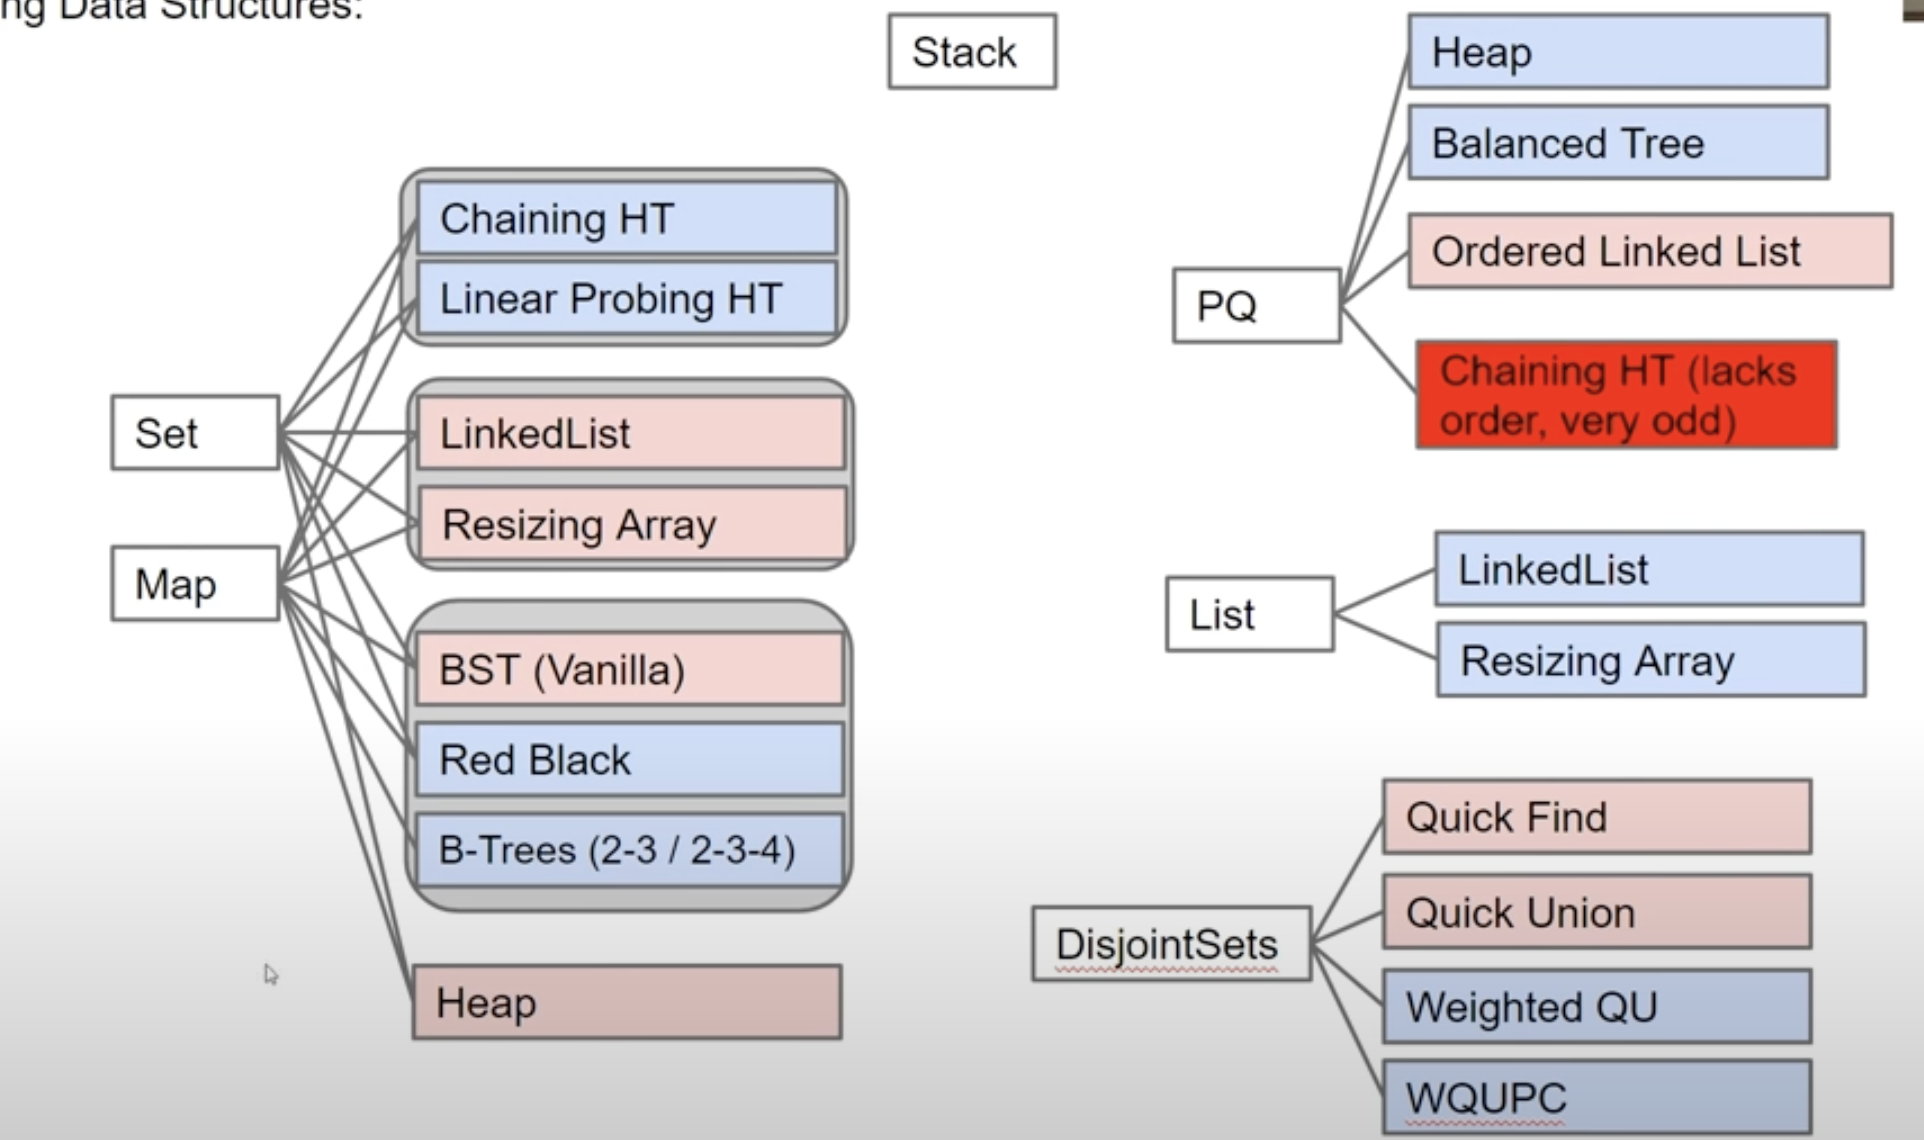 ng Data Structures:
Stack
Chaining HT
Linear Probing HT
Set
LinkedList
Resizing Array
Map
BST (Vanilla)
Red Black
B-Trees (2-3 / 2-3-4)
Heap
PQ
Heap
Balanced Tree
Ordered Linked List
Chaining HT (lacks
order, very odd)
List
LinkedList
Resizing Array
DisjointSets
Quick Find
Quick Union
Weighted QU
WQUPC